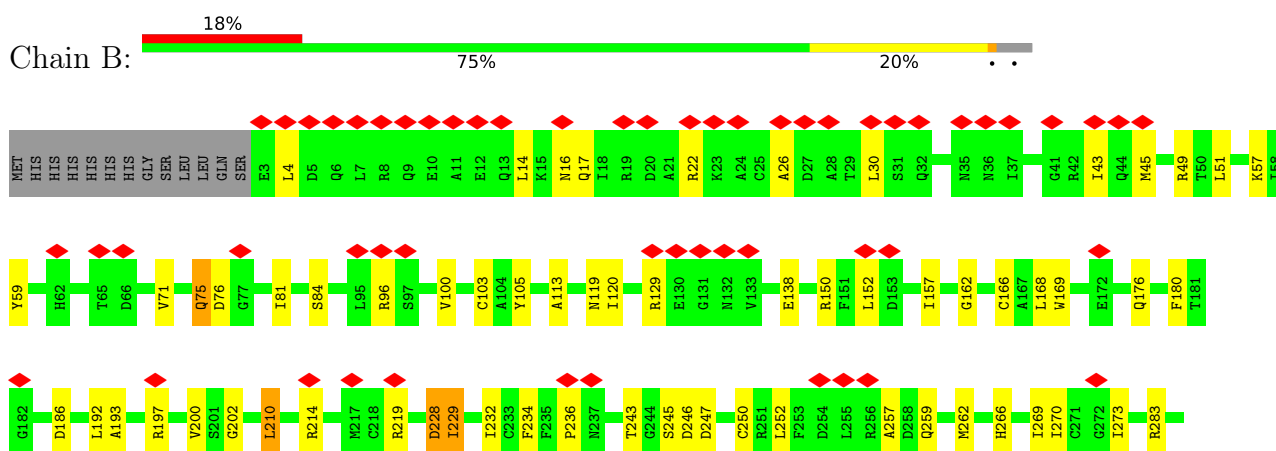 18%
Chain B:
75% 20% • •
MET HIS HIS HIS HIS HIS HIS GLY SER LEU LEU GLN SER E3 L4 D5 Q6 L7 R8 Q9 E10 A11 E12 Q13 L14 K15 N16 Q17 I18 R19 D20 A21 R22 K23 A24 C25 A26 D27 A28 T29 L30 S31 Q32 N35 N36 I37 G41 R42 I43 Q44 M45 R49 T50 L51 K57 I58
Y59 H62 T65 D66 V71 Q75 D76 G77 I81 S84 L95 R96 S97 V100 C103 A104 Y105 A113 N119 I120 R129 E130 G131 N132 V133 E138 R150 F151 L152 D153 I157 G162 C166 A167 L168 W169 E172 Q176 F180 T181
G182 D186 L192 A193 R197 V200 S201 G202 L210 R214 M217 C218 R219 D228 I229 I232 C233 F234 F235 P236 N237 T243 G244 S245 D246 D247 C250 R251 L252 F253 D254 L255 R256 A257 D258 Q259 M262 H266 I269 I270 C271 G272 I273 R283